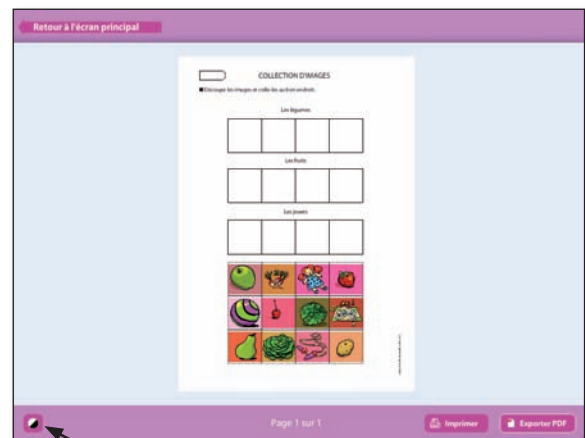 Retour à l'écran principal
COLLECTION D'IMAGES
Découpe les images et colle-les au bon endroit.
Les légumes
Les fruits
Les jouets
Page 1 sur 1
Imprimer
Exporter PDF